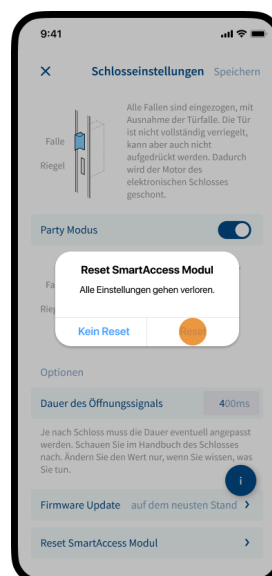 9:41
Schlosseinstellungen Speichern
Alle Fallen sind eingezogen, mit
Ausnahme der Türfalle. Die Tür
ist nicht vollständig verriegelt,
kann aber auch nicht
aufgedrückt werden. Dadurch
wird der Motor des
elektronischen Schlosses
geschont.
Falle
Riegel
Party Modus
Reset SmartAccess Modul
Alle Einstellungen gehen verloren.
Kein Reset
Reset
Optionen
Dauer des Öffnungssignals 400ms
Je nach Schloss muss die Dauer eventuell angepasst
werden. Schauen Sie im Handbuch des Schlosses
nach. Ändern Sie den Wert nur, wenn Sie wissen, was
Sie tun.
i
Firmware Update auf dem neusten Stand
Reset SmartAccess Modul